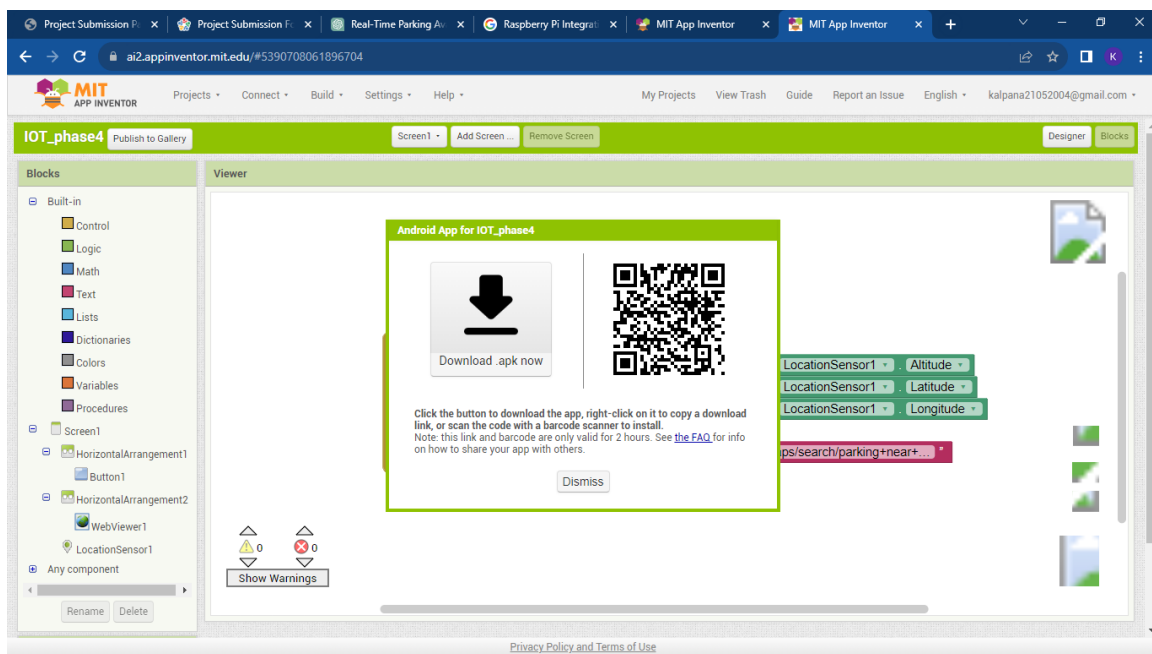 Project Submission Pa
Project Submission Fo
Real-Time Parking Av
Raspberry Pi Integrati
MIT App Inventor
MIT App Inventor
ai2.appinventor.mit.edu/#5390708061896704
K
MIT
APP INVENTOR
Projects
Connect
Build
Settings
Help
My Projects
View Trash
Guide
Report an Issue
English
kalpana21052004@gmail.com
IOT_phase4
Publish to Gallery
Screen1
Add Screen ...
Remove Screen
Designer
Blocks
Blocks
Viewer
Built-in
Control
Logic
Math
Text
Lists
Dictionaries
Colors
Variables
Procedures
Screen1
HorizontalArrangement1
Button1
HorizontalArrangement2
WebViewer1
LocationSensor1
Any component
Rename
Delete
Android App for IOT_phase4
Download .apk now
Click the button to download the app, right-click on it to copy a download
link, or scan the code with a barcode scanner to install.
Note: this link and barcode are only valid for 2 hours. See the FAQ for info
on how to share your app with others.
Dismiss
LocationSensor1 . Altitude
LocationSensor1 . Latitude
LocationSensor1 . Longitude
ps/search/parking+near+... "
0
0
Show Warnings
Privacy Policy and Terms of Use